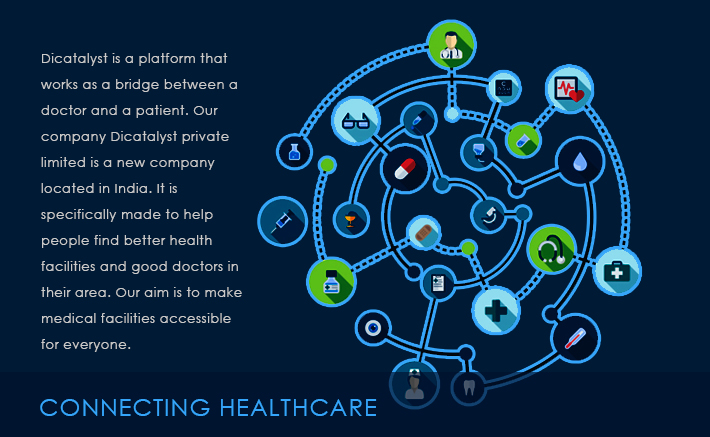 Dicatalyst is a platform that
works as a bridge between a
doctor and a patient. Our
company Dicatalyst private
limited is a new company
located in India. It is
specifically made to help
people find better health
facilities and good doctors in
their area. Our aim is to make
medical facilities accessible
for everyone.
CONNECTING HEALTHCARE